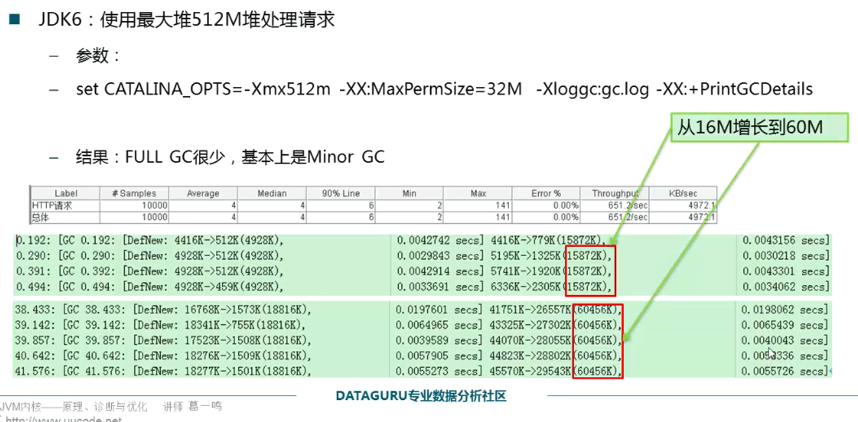 JDK6：使用最大堆512M堆处理请求
– 参数：
– set CATALINA_OPTS=-Xmx512m -XX:MaxPermSize=32M -Xloggc:gc.log -XX:+PrintGCDetails
从16M增长到60M
– 结果：FULL GC很少，基本上是Minor GC
Label # Samples Average Median 90% Line Min Max Error % Throughput KB/sec
HTTP请求 10000 4 4 6 2 141 0.00% 651.2/sec 4972.1
总体 10000 4 4 6 2 141 0.00% 651.2/sec 4972.1
0.192: [GC 0.192: [DefNew: 4416K->512K(4928K), 0.0042742 secs] 4416K->779K(15872K), 0.0043156 secs]
0.290: [GC 0.290: [DefNew: 4928K->512K(4928K), 0.0029843 secs] 5195K->1325K(15872K), 0.0030218 secs]
0.391: [GC 0.391: [DefNew: 4928K->512K(4928K), 0.0042914 secs] 5741K->1920K(15872K), 0.0043301 secs]
0.494: [GC 0.494: [DefNew: 4928K->459K(4928K), 0.0033691 secs] 6336K->2305K(15872K), 0.0034062 secs]
38.433: [GC 38.433: [DefNew: 16768K->1573K(18816K), 0.0197601 secs] 41751K->26557K(60456K), 0.0198062 secs]
39.142: [GC 39.142: [DefNew: 18341K->755K(18816K), 0.0064965 secs] 43325K->27302K(60456K), 0.0065439 secs]
39.857: [GC 39.857: [DefNew: 17523K->1508K(18816K), 0.0039589 secs] 44070K->28055K(60456K), 0.0040043 secs]
40.642: [GC 40.642: [DefNew: 18276K->1509K(18816K), 0.0057905 secs] 44823K->28802K(60456K), secs]
41.576: [GC 41.576: [DefNew: 18277K->1501K(18816K), 0.0055273 secs] 45570K->29543K(60456K), 0.0055726 secs]
DATAGURU专业数据分析社区
JVM内核——原理、诊断与优化 讲师 葛一鸣